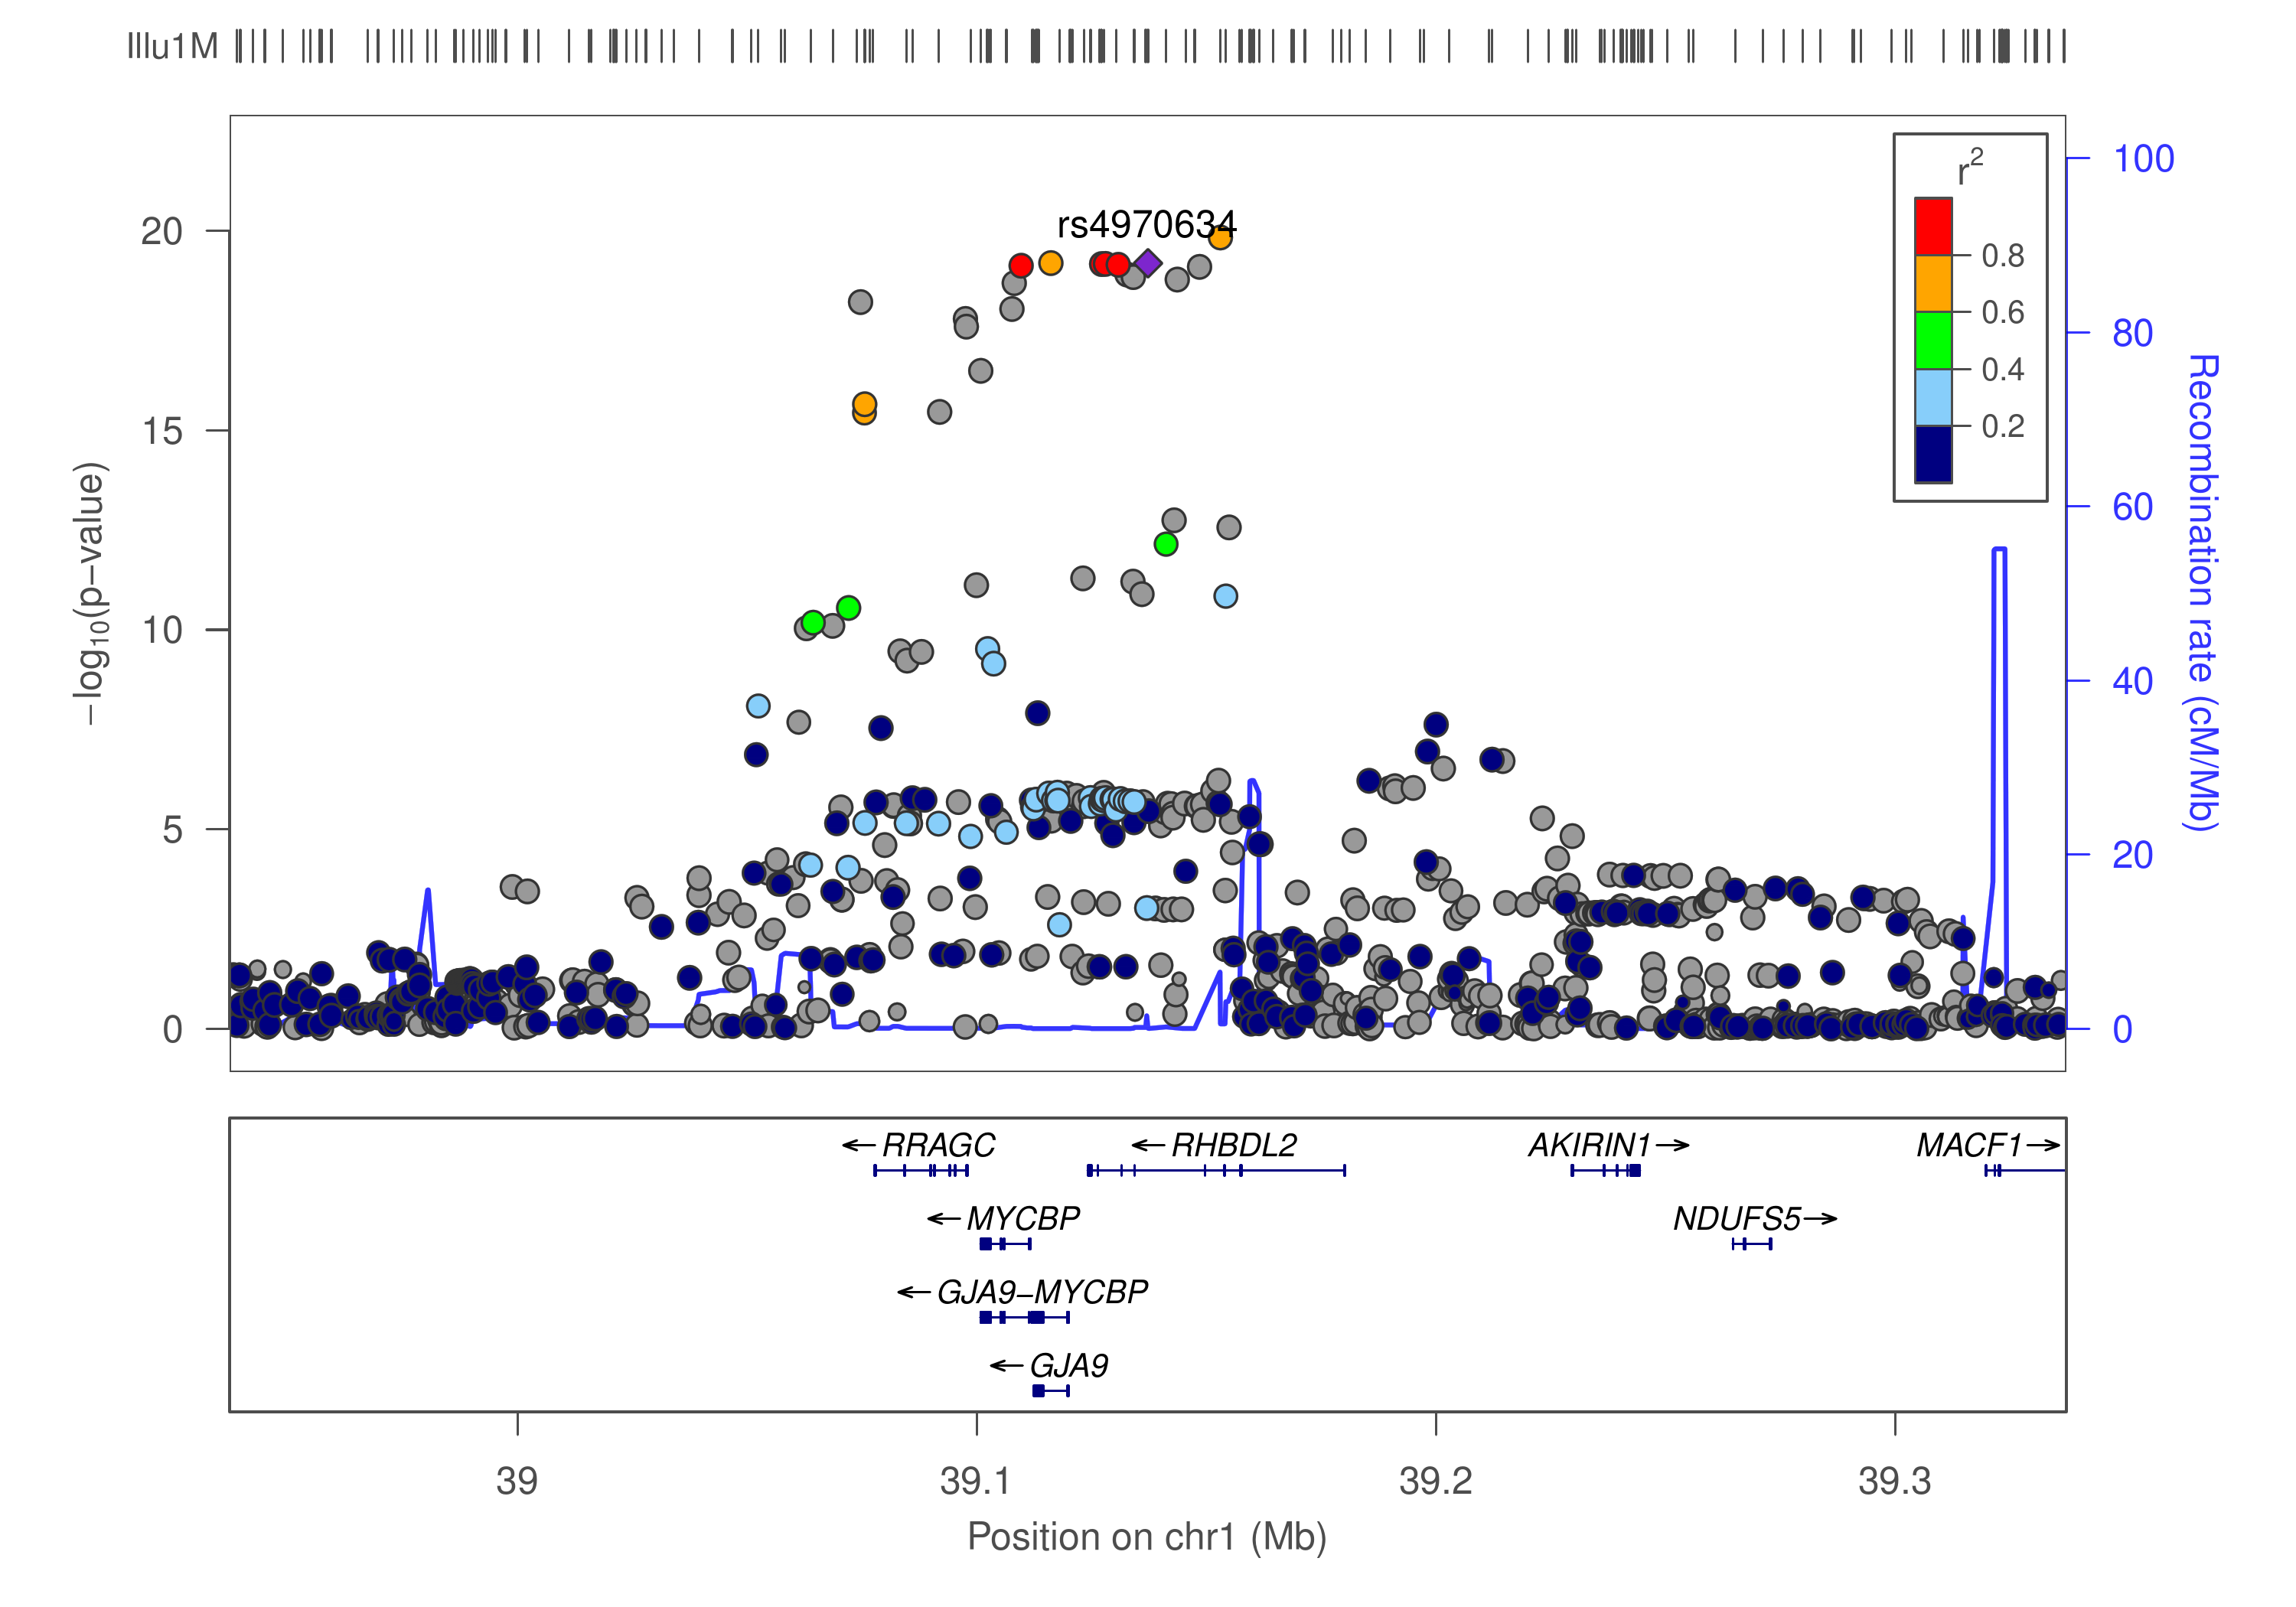 Illu1M
rs4970634
r2
0.8
0.6
0.4
0.2
20
15
10
5
0
−log10(p−value)
100
80
60
40
20
0
Recombination rate (cM/Mb)
←RRAGC
←RHBDL2
AKIRIN1→
MACF1→
←MYCBP
NDUFS5→
←GJA9−MYCBP
←GJA9
39
39.1
39.2
39.3
Position on chr1 (Mb)